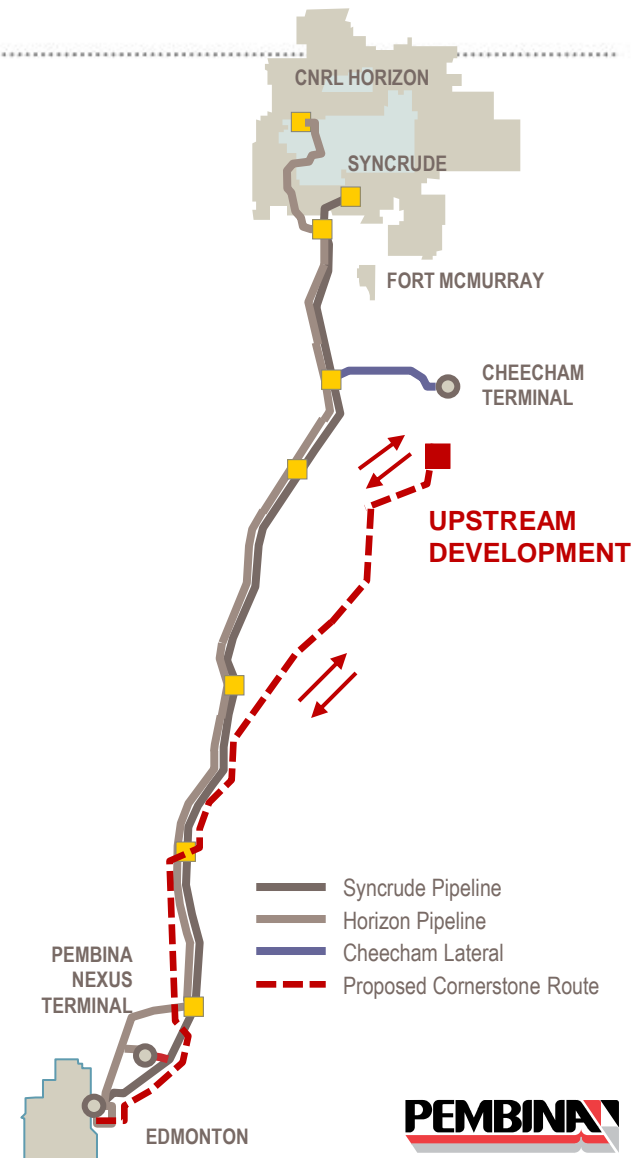 CNRL HORIZON
SYNCRUDE
FORT MCMURRAY
CHEECHAM
TERMINAL
UPSTREAM
DEVELOPMENT
Syncrude Pipeline
Horizon Pipeline
Cheecham Lateral
Proposed Cornerstone Route
PEMBINA
NEXUS
TERMINAL
EDMONTON
PEMBINA